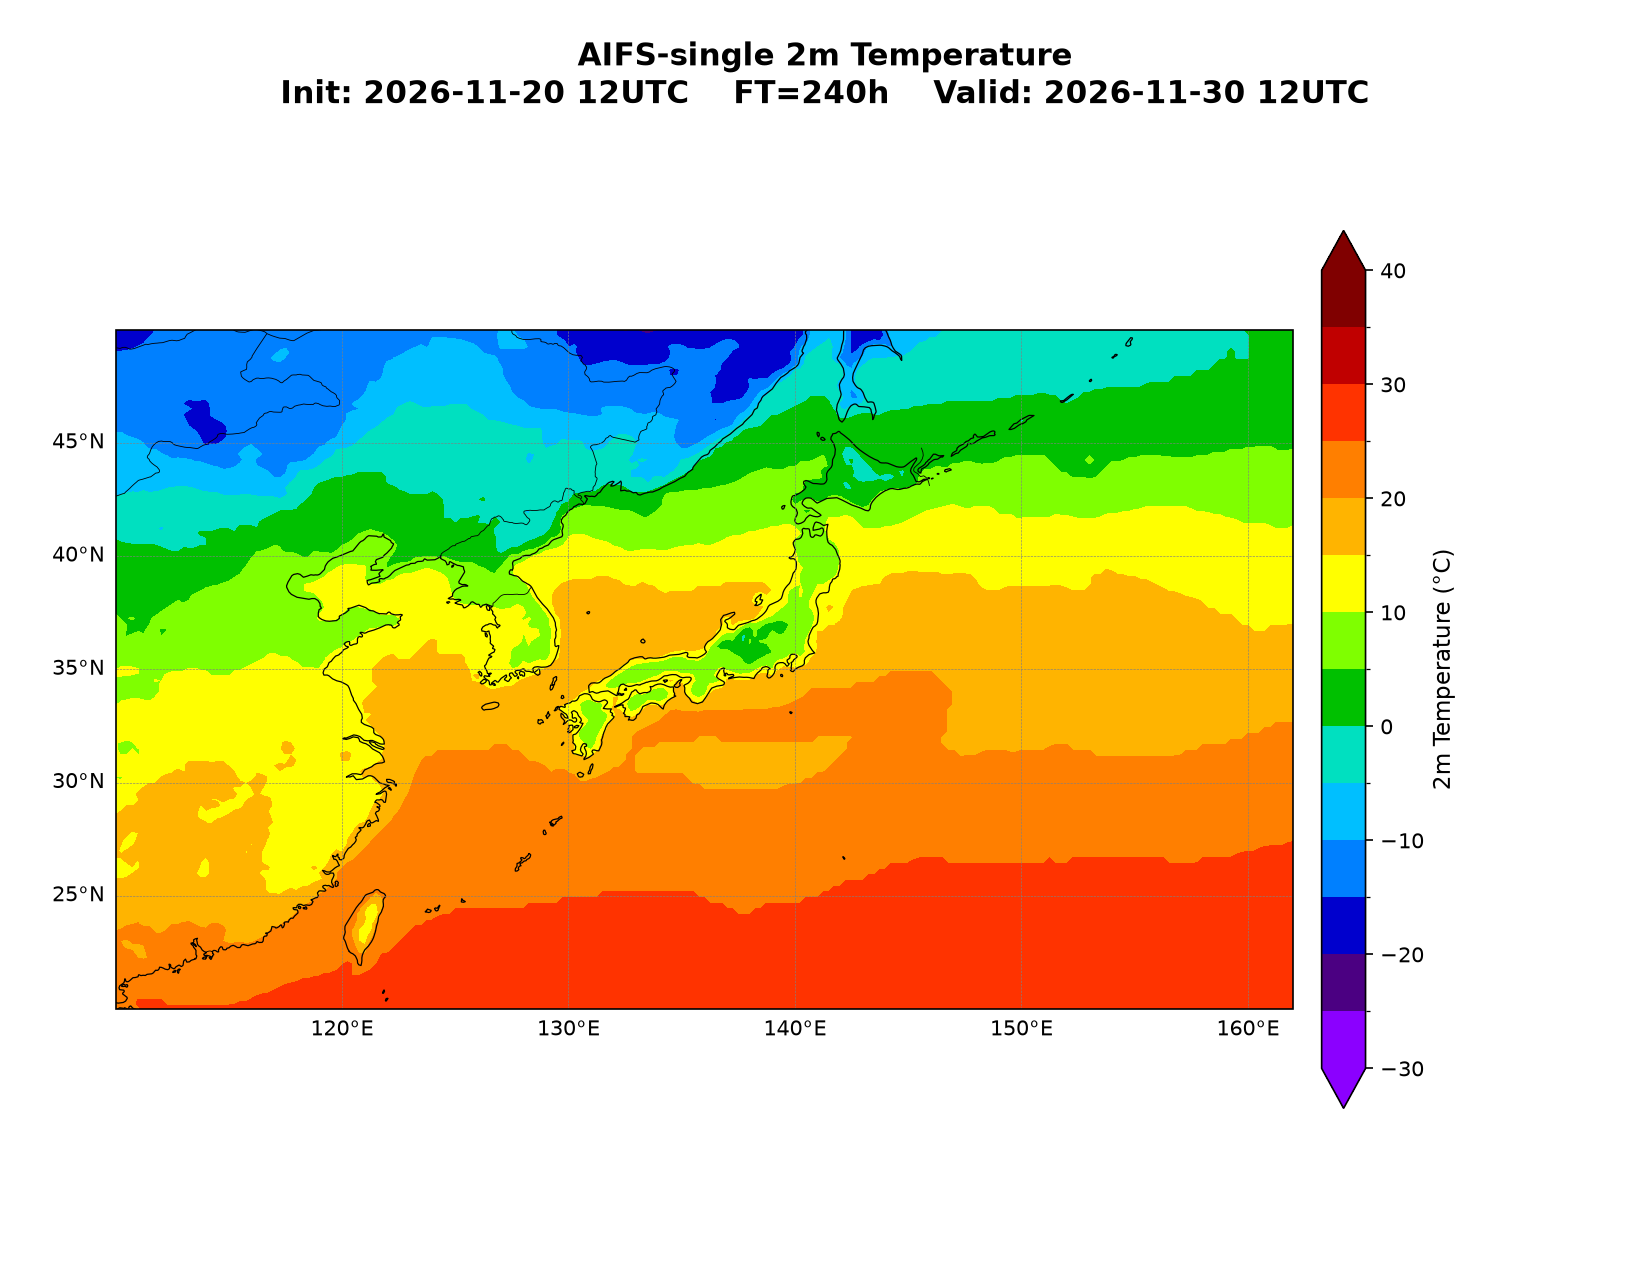 AIFS-single 2m Temperature
Init: 2026-11-20 12UTC    FT=240h    Valid: 2026-11-30 12UTC
45°N
40°N
35°N
30°N
25°N
120°E
130°E
140°E
150°E
160°E
40
30
20
10
0
−10
−20
−30
2m Temperature (°C)